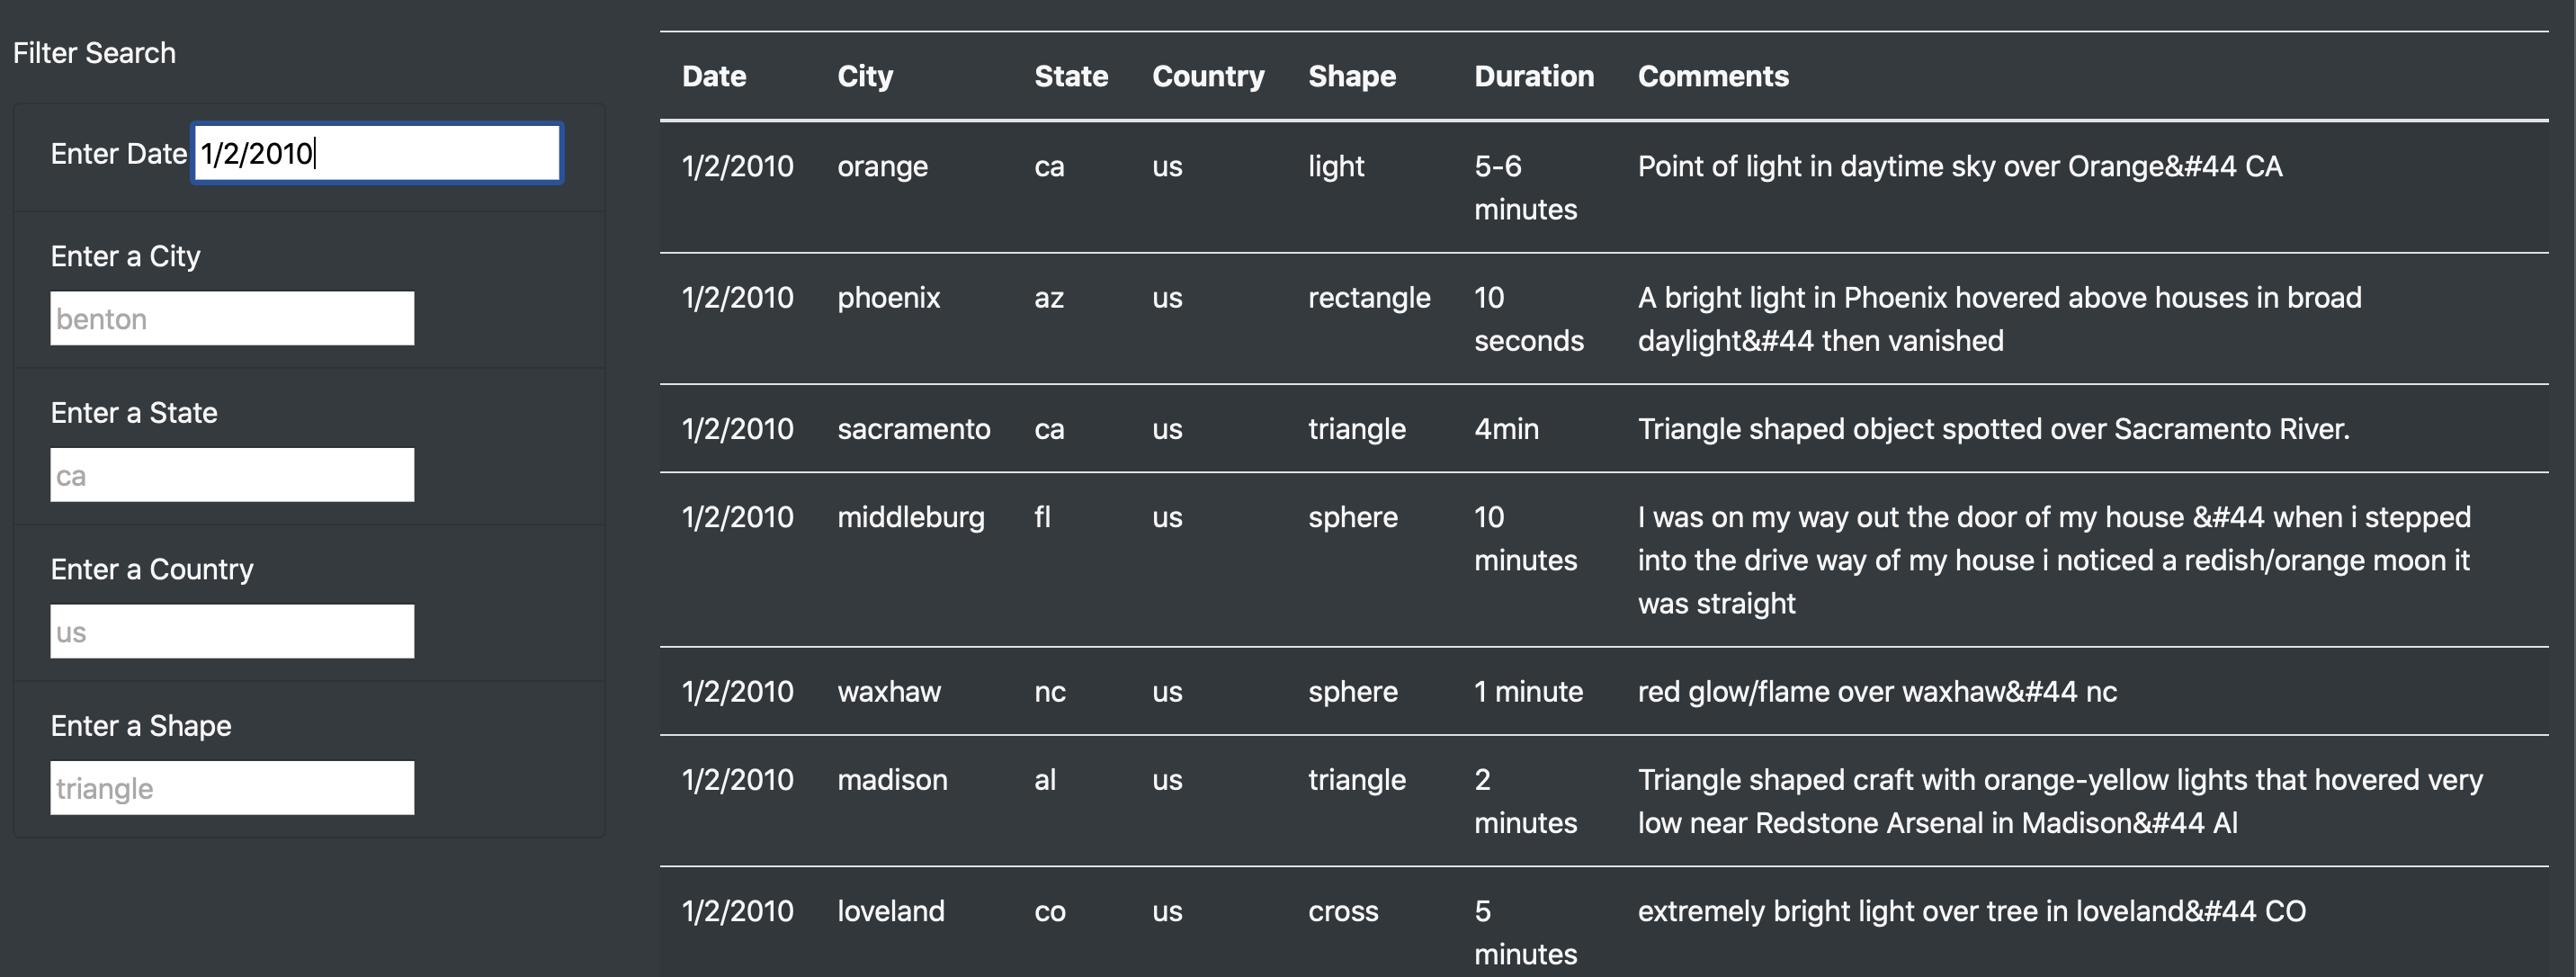 Filter Search
Enter Date 1/2/2010
Enter a City
benton
Enter a State
ca
Enter a Country
us
Enter a Shape
triangle
Date City State Country Shape Duration Comments
1/2/2010 orange ca us light 5-6 minutes Point of light in daytime sky over Orange&#44 CA
1/2/2010 phoenix az us rectangle 10 seconds A bright light in Phoenix hovered above houses in broad
daylight&#44 then vanished
1/2/2010 sacramento ca us triangle 4min Triangle shaped object spotted over Sacramento River.
1/2/2010 middleburg fl us sphere 10 minutes I was on my way out the door of my house &#44 when i stepped
into the drive way of my house i noticed a redish/orange moon it
was straight
1/2/2010 waxhaw nc us sphere 1 minute red glow/flame over waxhaw&#44 nc
1/2/2010 madison al us triangle 2 minutes Triangle shaped craft with orange-yellow lights that hovered very
low near Redstone Arsenal in Madison&#44 Al
1/2/2010 loveland co us cross 5 minutes extremely bright light over tree in loveland&#44 CO